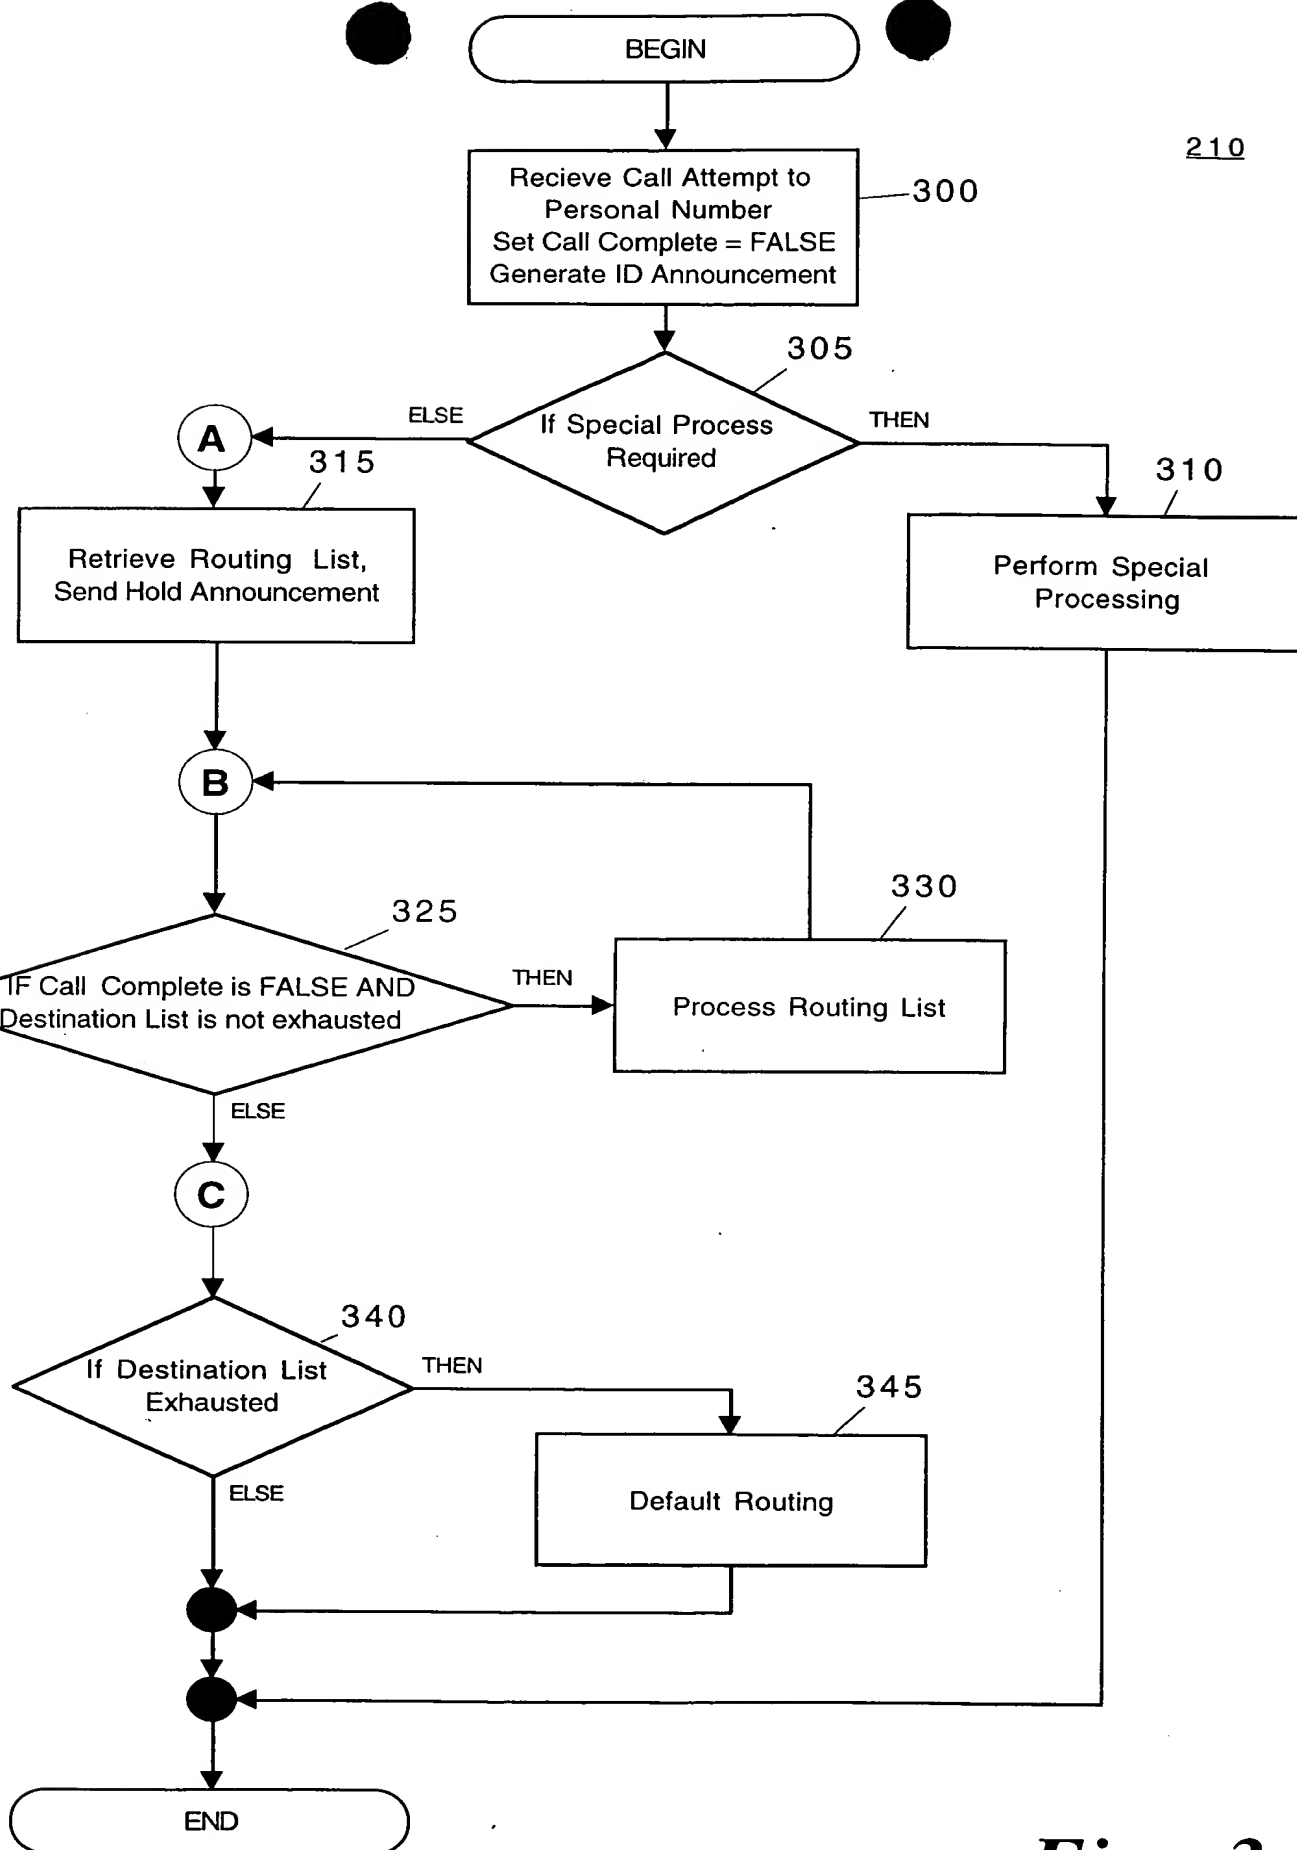 BEGIN
210
Recieve Call Attempt to
Personal Number
Set Call Complete = FALSE
Generate ID Announcement
300
305
If Special Process
Required
ELSE
THEN
A
315
310
Retrieve Routing List,
Send Hold Announcement
Perform Special
Processing
B
325
330
IF Call Complete is FALSE AND
Destination List is not exhausted
THEN
Process Routing List
ELSE
C
340
If Destination List
Exhausted
THEN
345
Default Routing
ELSE
END